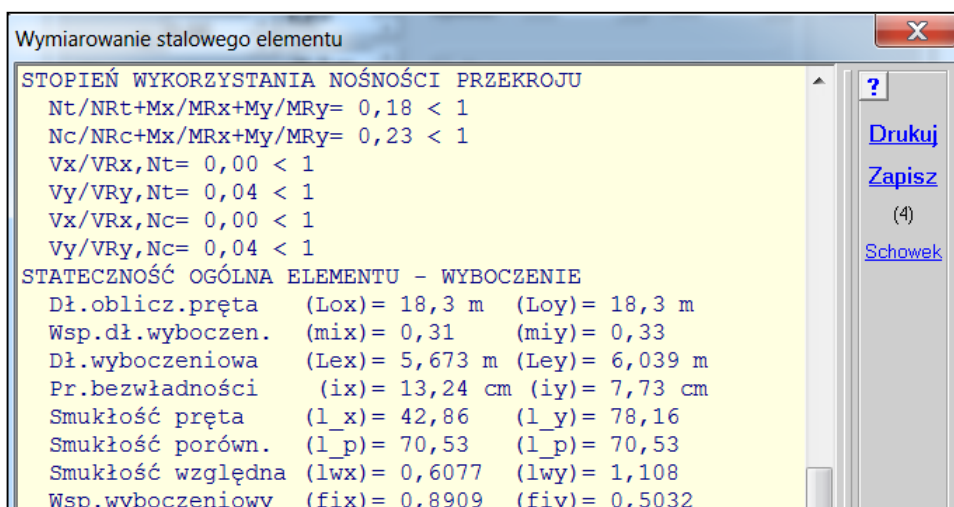 Wymiarowanie stalowego elementu
X
STOPIEŃ WYKORZYSTANIA NOŚNOŚCI PRZEKROJU
Nt/NRt+Mx/MRx+My/MRy= 0,18 < 1
Nc/NRc+Mx/MRx+My/MRy= 0,23 < 1
Vx/VRx,Nt= 0,00 < 1
Vy/VRy,Nt= 0,04 < 1
Vx/VRx,Nc= 0,00 < 1
Vy/VRy,Nc= 0,04 < 1
STATECZNOŚĆ OGÓLNA ELEMENTU - WYBOCZENIE
Dł.oblicz.pręta (Lox)= 18,3 m (Loy)= 18,3 m
Wsp.dł.wyboczen. (mix)= 0,31 (miy)= 0,33
Dł.wyboczeniowa (Lex)= 5,673 m (Ley)= 6,039 m
Pr.bezwładności (ix)= 13,24 cm (iy)= 7,73 cm
Smukłość pręta (l_x)= 42,86 (l_y)= 78,16
Smukłość porówn. (l_p)= 70,53 (l_p)= 70,53
Smukłość względna (lwx)= 0,6077 (lwy)= 1,108
Wsp.wyboczeniowy (fix)= 0,8909 (fiy)= 0,5032
?
Drukuj
Zapisz
(4)
Schowek